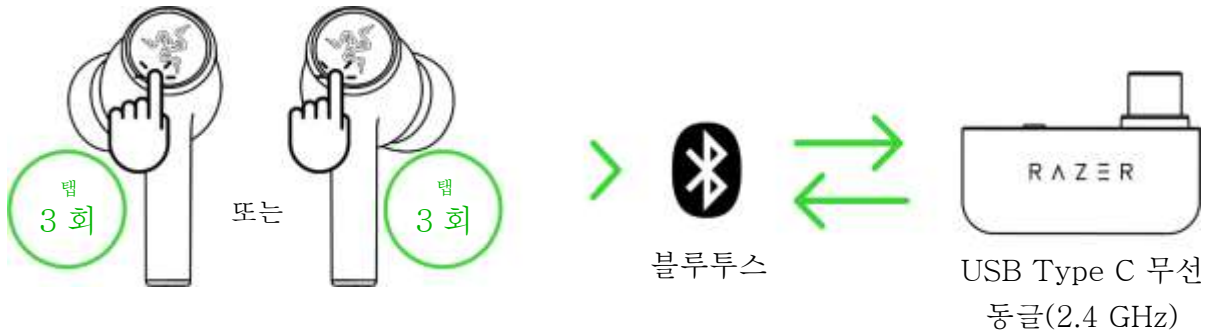 탭
3 회
또는
탭
3 회
블루투스
RAZER
USB Type C 무선
동글(2.4 GHz)